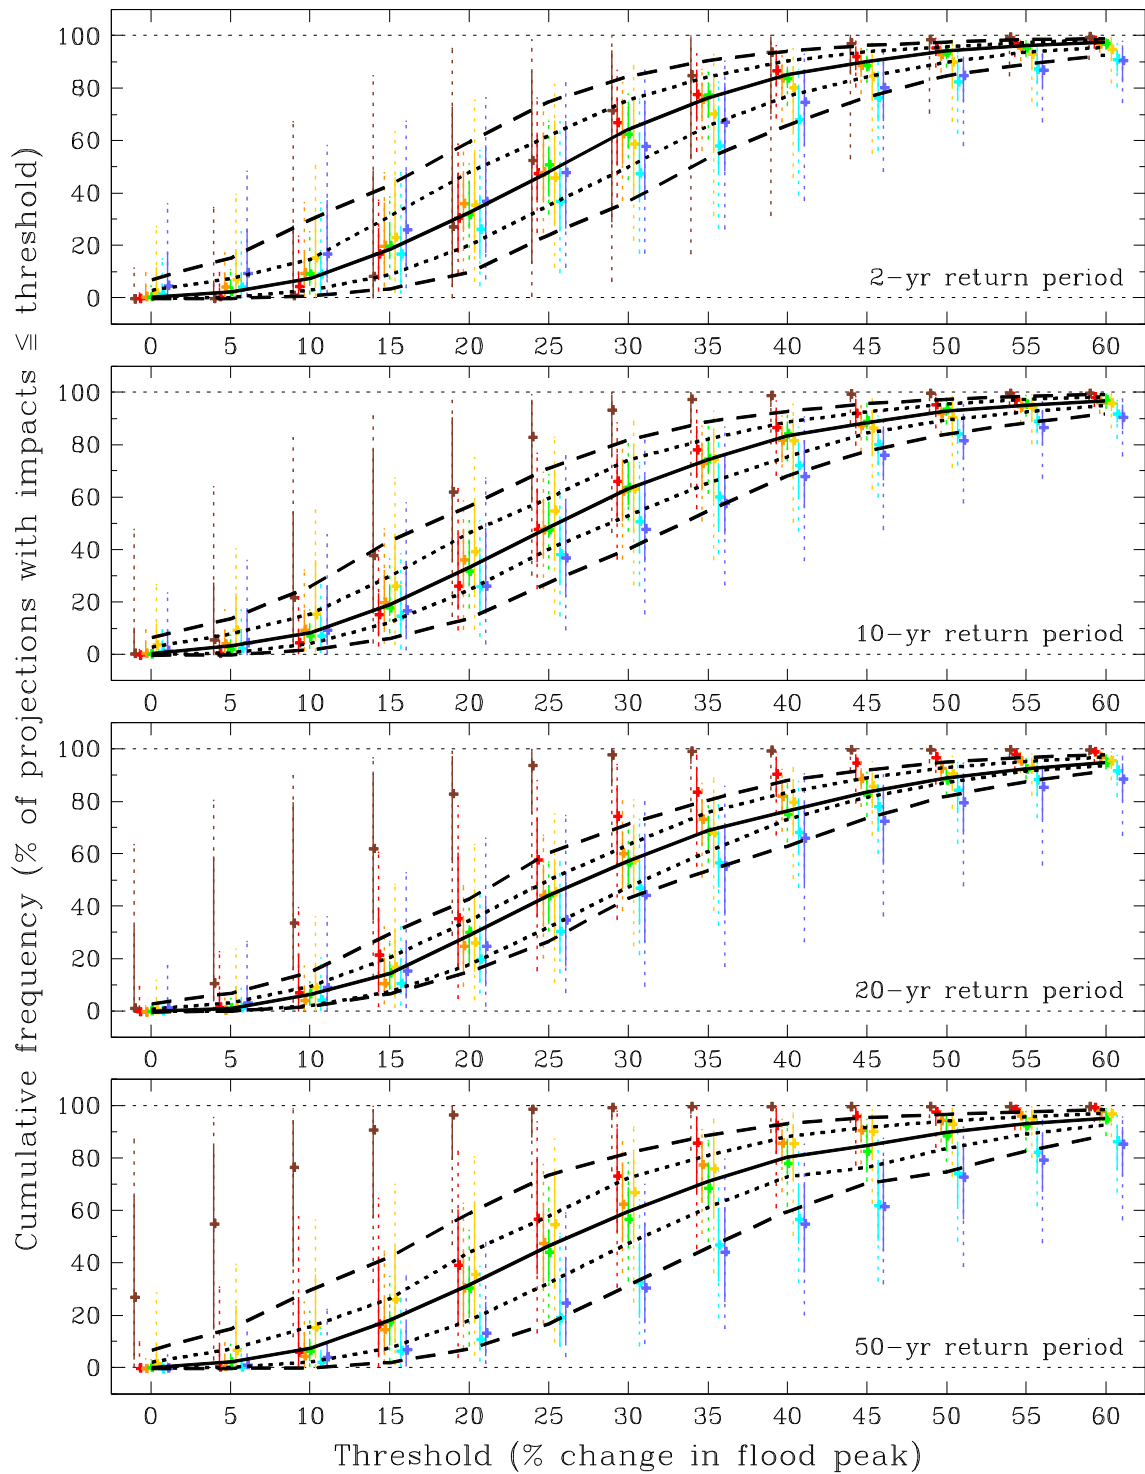 Cumulative frequency (% of projections with impacts ≦ threshold)
100
80
60
40
20
0
2-yr return period
0 5 10 15 20 25 30 35 40 45 50 55 60
100
80
60
40
20
0
10-yr return period
0 5 10 15 20 25 30 35 40 45 50 55 60
100
80
60
40
20
0
20-yr return period
0 5 10 15 20 25 30 35 40 45 50 55 60
100
80
60
40
20
0
50-yr return period
0 5 10 15 20 25 30 35 40 45 50 55 60
Threshold (% change in flood peak)